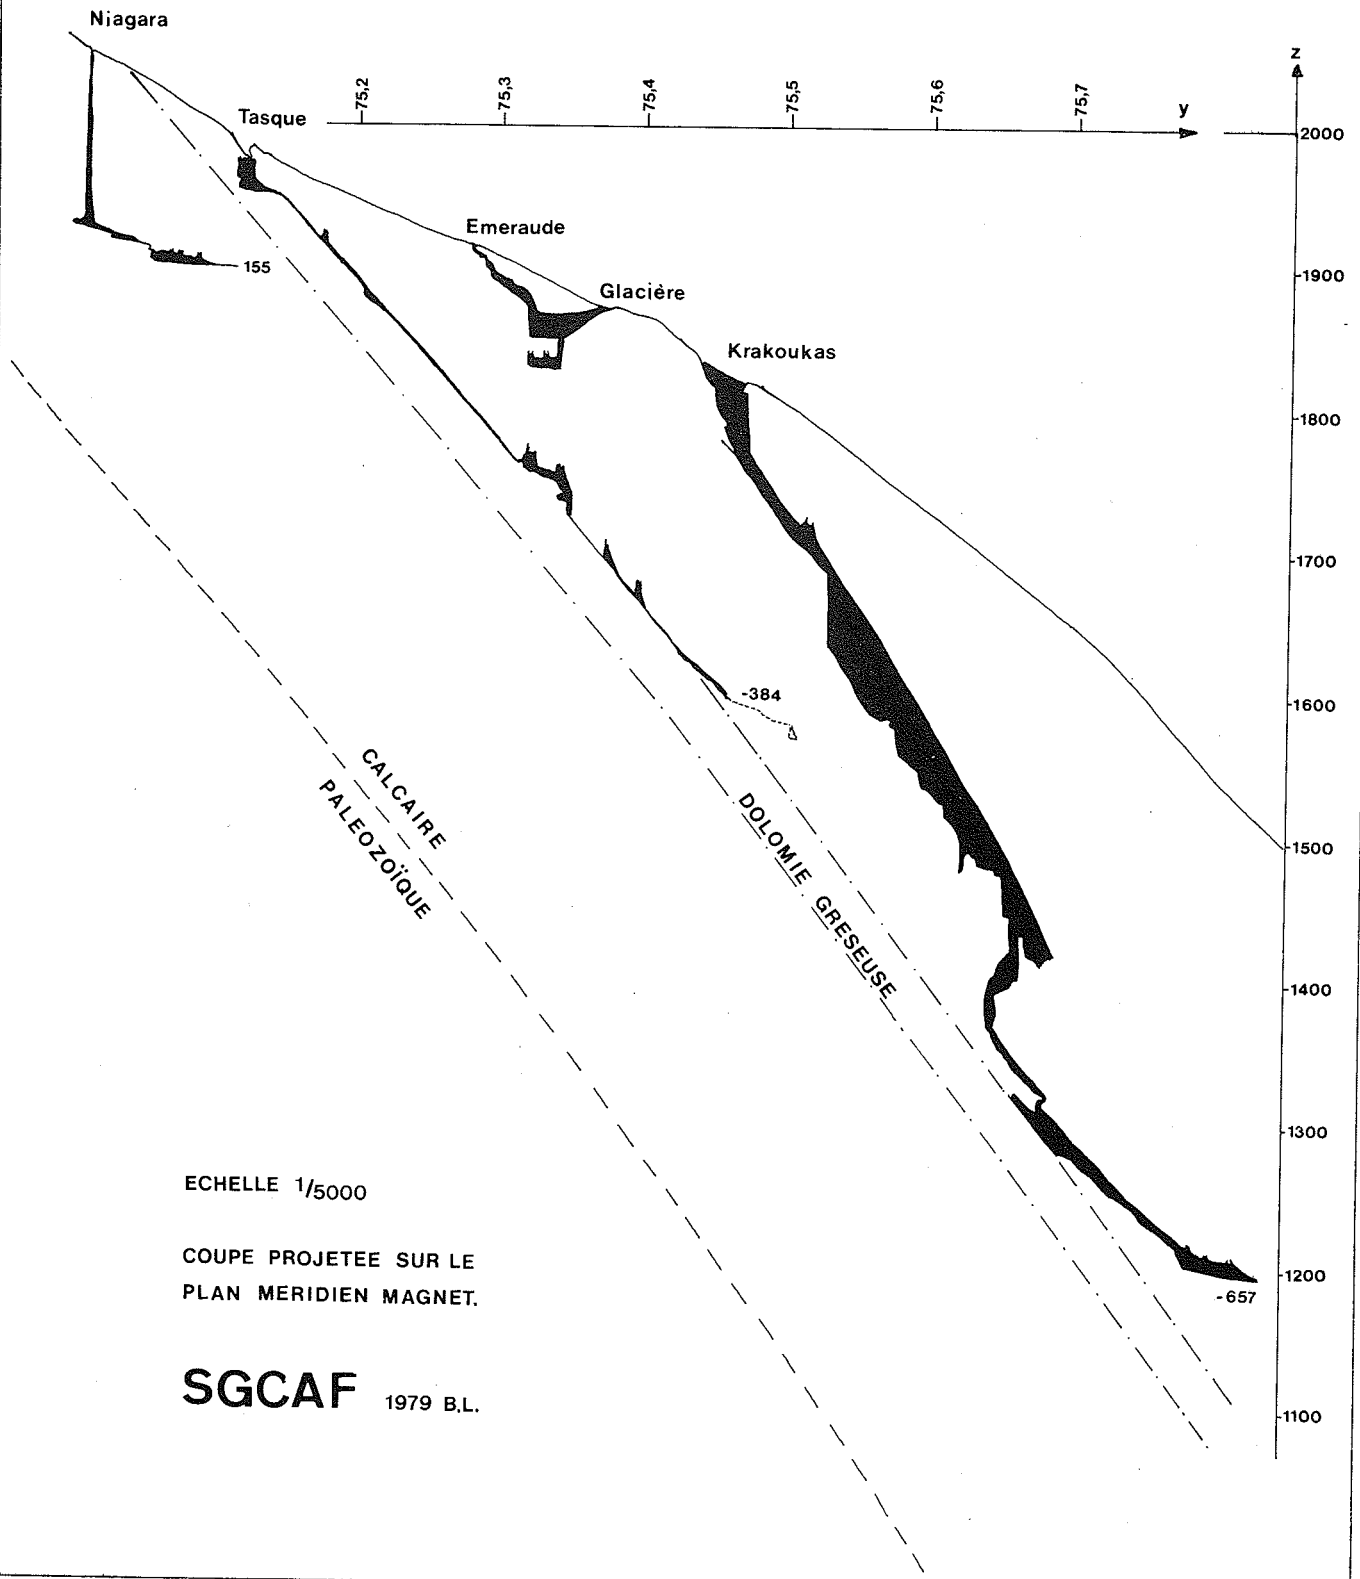 Niagara
z
75,2
75,3
75,4
75,5
75,6
75,7
y
Tasque
2000
Emeraude
155
1900
Glacière
Krakoukas
1800
1700
-384
1600
CALCAIRE
PALEOZOÏQUE
DOLOMIE GRESEUSE
1500
1400
1300
ECHELLE 1/5000
COUPE PROJETEE SUR LE
PLAN MERIDIEN MAGNET.
1200
-657
SGCAF 1979 B.L.
1100